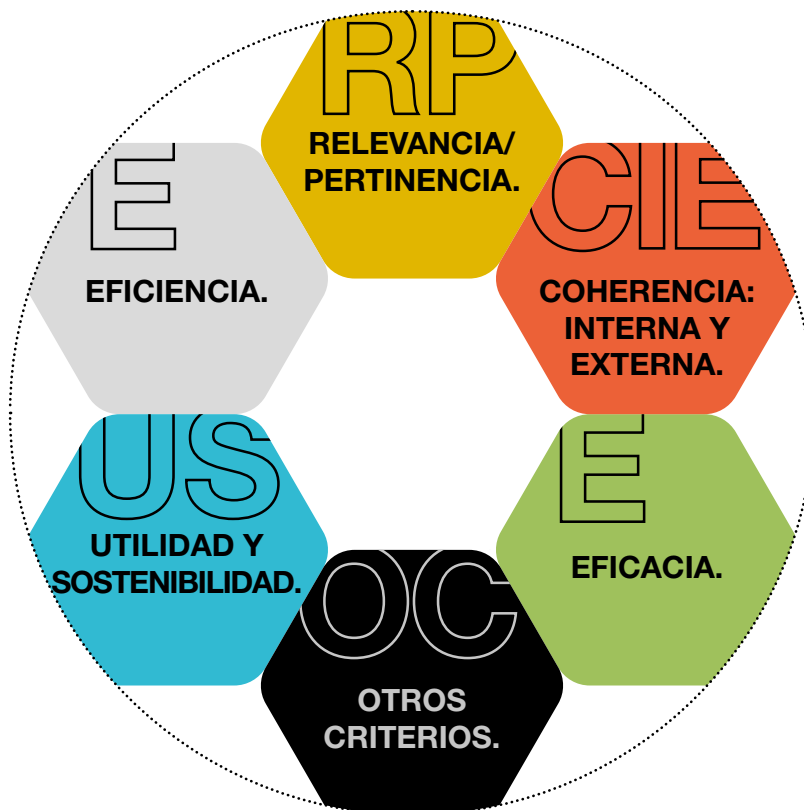 RP
RELEVANCIA/
PERTINENCIA.
CIE
COHERENCIA:
INTERNA Y
EXTERNA.
E
EFICACIA.
OC
OTROS
CRITERIOS.
US
UTILIDAD Y
SOSTENIBILIDAD.
E
EFICIENCIA.